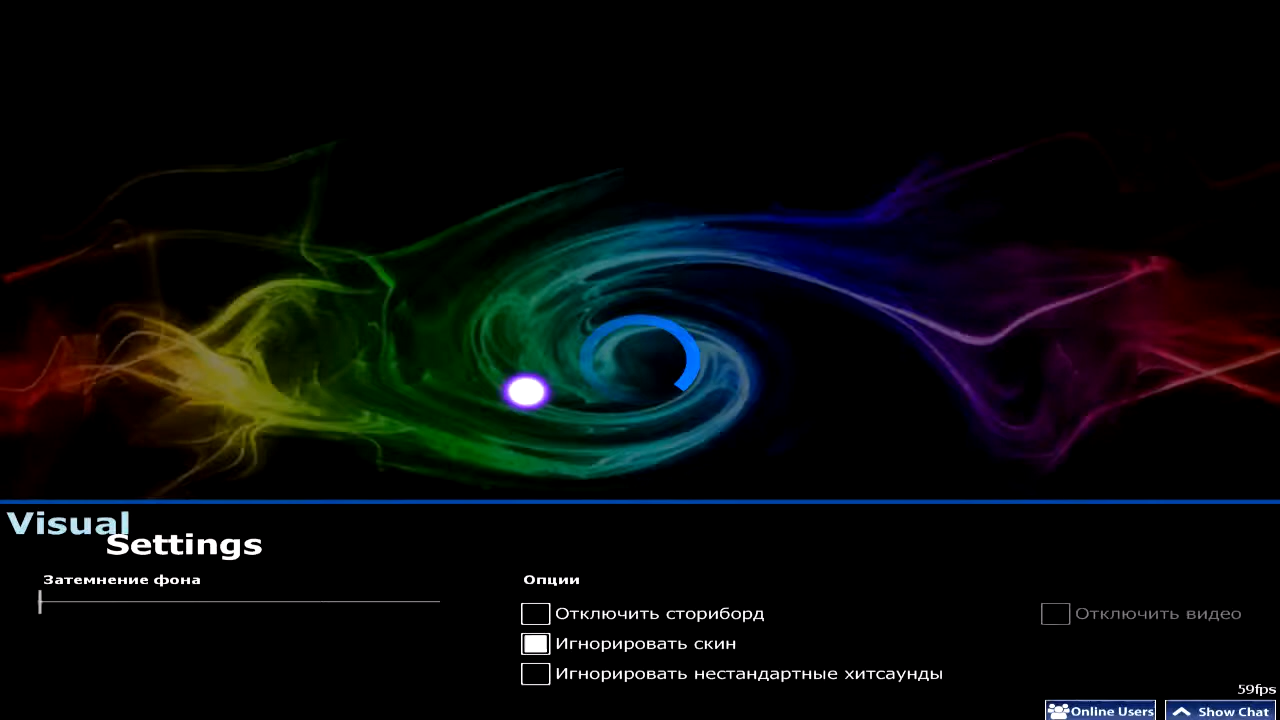 Visual
Settings
Затемнение фона
Опции
Отключить сториборд
Отключить видео
Игнорировать скин
Игнорировать нестандартные хитсаунды
59fps
Online Users
Show Chat